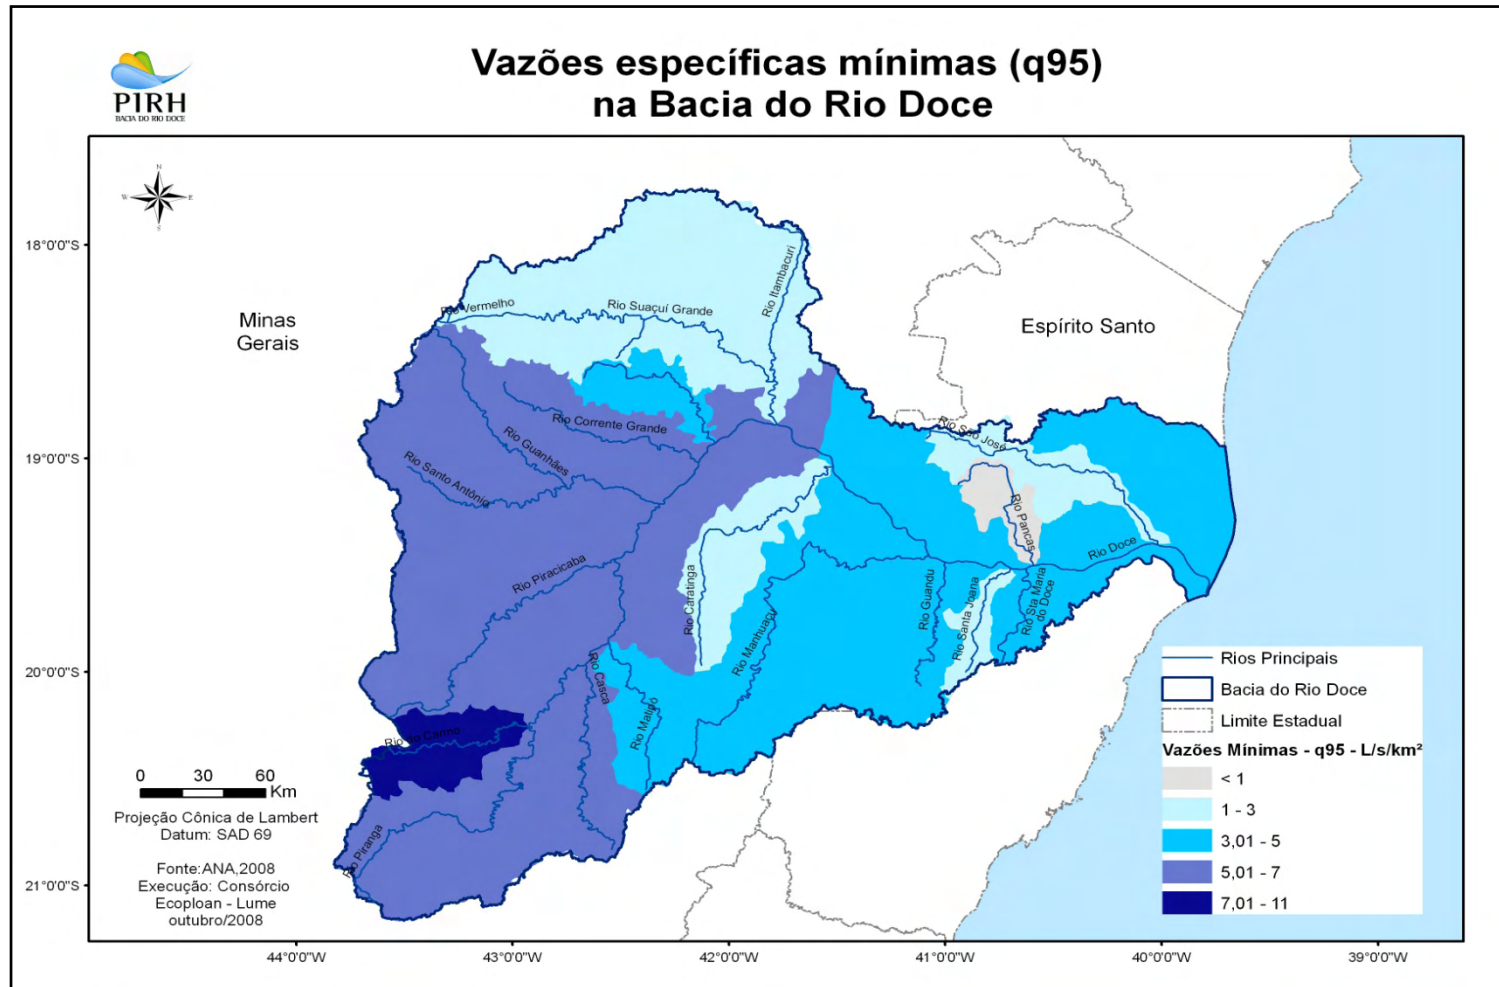 PIRH
BACIA DO RIO DOCE
Vazões específicas mínimas (q95)
na Bacia do Rio Doce
N
W
E
S
18°0'0"S
19°0'0"S
20°0'0"S
21°0'0"S
Minas
Gerais
Espírito Santo
Rio Vermelho
Rio Suaçuí Grande
Rio Itambacuri
Rio Corrente Grande
Rio Guanhães
Rio Santo Antônio
Rio São José
Rio Pancas
Rio Doce
Rio Piracicaba
Rio Caratinga
Rio Manhuaçu
Rio Guandu
Rio Santa Joana
Rio Sta Maria
do Doce
Rio Casca
Rio Matipó
Rio do Carmo
Rio Piranga
0 30 60
Km
Projeção Cônica de Lambert
Datum: SAD 69
Fonte:ANA,2008
Execução: Consórcio
Ecoploan - Lume
outubro/2008
Rios Principais
Bacia do Rio Doce
Limite Estadual
Vazões Mínimas - q95 - L/s/km²
< 1
1 - 3
3,01 - 5
5,01 - 7
7,01 - 11
44°0'0"W
43°0'0"W
42°0'0"W
41°0'0"W
40°0'0"W
39°0'0"W